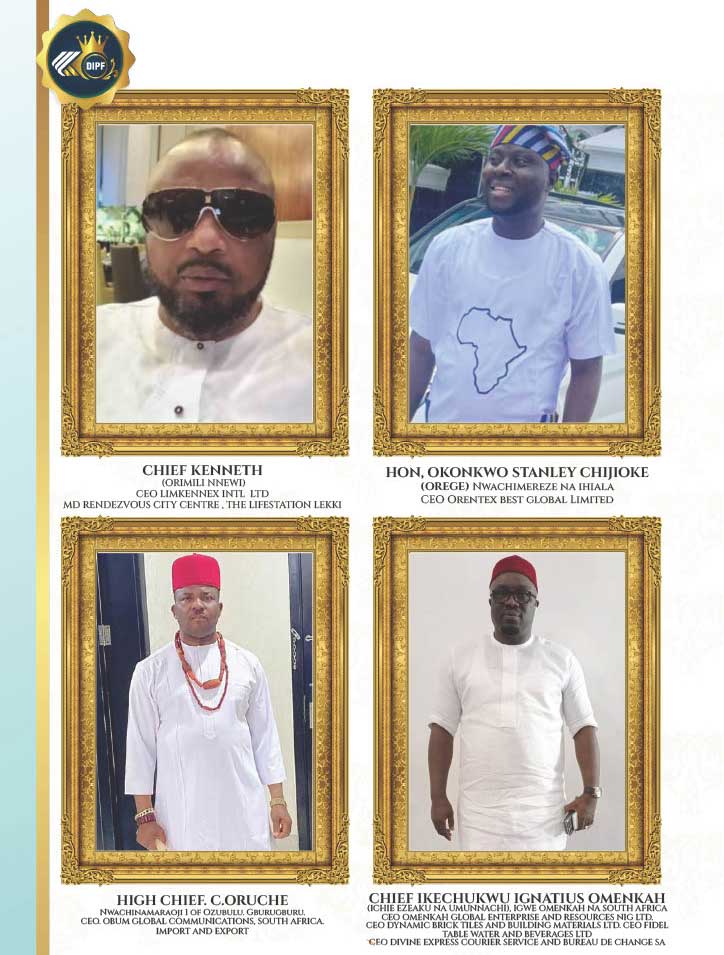 DIPF
CHIEF KENNETH
(ORIMILI NNEWI)
CEO LIMKENNEX INTL LTD
MD RENDEZVOUS CITY CENTRE , THE LIFESTATION LEKKI
HON, OKONKWO STANLEY CHIJIOKE
(OREGE) NWACHIMEREZE NA IHIALA
CEO ORENTEX BEST GLOBAL LIMITED
HIGH CHIEF. C.ORUCHE
NWACHINAMARAOJI I OF OZUBULU. GBURUGBURU.
CEO. OBUM GLOBAL COMMUNICATIONS, SOUTH AFRICA.
IMPORT AND EXPORT
CHIEF IKECHUKWU IGNATIUS OMENKAH
(ICHIE EZEAKU NA UMUNNACHI), IGWE OMENKAH NA SOUTH AFRICA
CEO OMENKAH GLOBAL ENTERPRISE AND RESOURCES NIG LTD.
CEO DYNAMIC BRICK TILES AND BUILDING MATERIALS LTD. CEO FIDEL
TABLE WATER AND BEVERAGES LTD
CEO DIVINE EXPRESS COURIER SERVICE AND BUREAU DE CHANGE SA